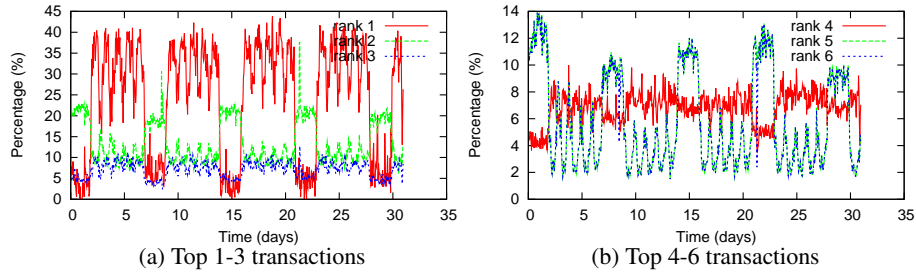 45
40
35
30
25
20
15
10
5
0
Percentage (%)
rank 1
rank 2
rank 3
0 5 10 15 20 25 30 35
Time (days)
(a) Top 1-3 transactions
14
12
10
8
6
4
2
0
Percentage (%)
rank 4
rank 5
rank 6
0 5 10 15 20 25 30 35
Time (days)
(b) Top 4-6 transactions